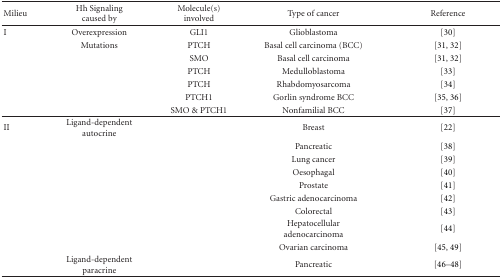 Milieu Hh Signaling caused by Molecule(s) involved Type of cancer Reference
I Overexpression GLI1 Glioblastoma [30]
Mutations PTCH Basal cell carcinoma (BCC) [31, 32]
SMO Basal cell carcinoma [31, 32]
PTCH Medulloblastoma [33]
PTCH Rhabdomyosarcoma [34]
PTCH1 Gorlin syndrome BCC [35, 36]
SMO & PTCH1 Nonfamilial BCC [37]
II Ligand-dependent autocrine Breast [22]
Pancreatic [38]
Lung cancer [39]
Oesophagal [40]
Prostate [41]
Gastric adenocarcinoma [42]
Colorectal [43]
Hepatocellular adenocarcinoma [44]
Ovarian carcinoma [45, 49]
Ligand-dependent paracrine Pancreatic [46–48]